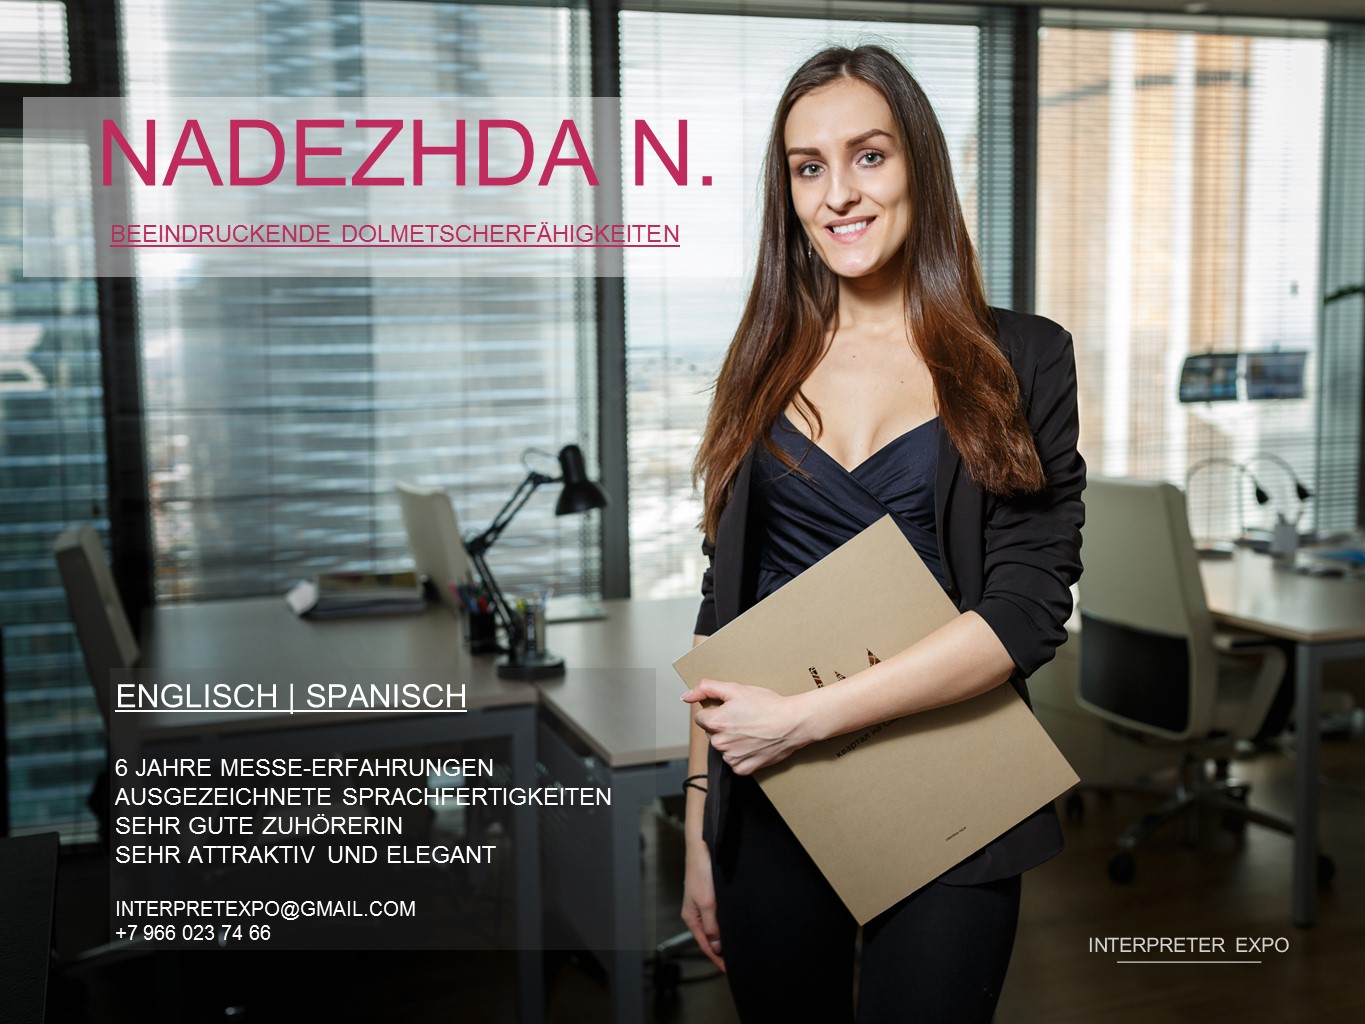 NADEZHDA N.
BEEINDRUCKENDE DOLMETSCHERFÄHIGKEITEN
ENGLISCH | SPANISCH
6 JAHRE MESSE-ERFAHRUNGEN
AUSGEZEICHNETE SPRACHFERTIGKEITEN
SEHR GUTE ZUHÖRERIN
SEHR ATTRAKTIV UND ELEGANT
INTERPRETEXPO@GMAIL.COM
+7 966 023 74 66
INTERPRETER EXPO